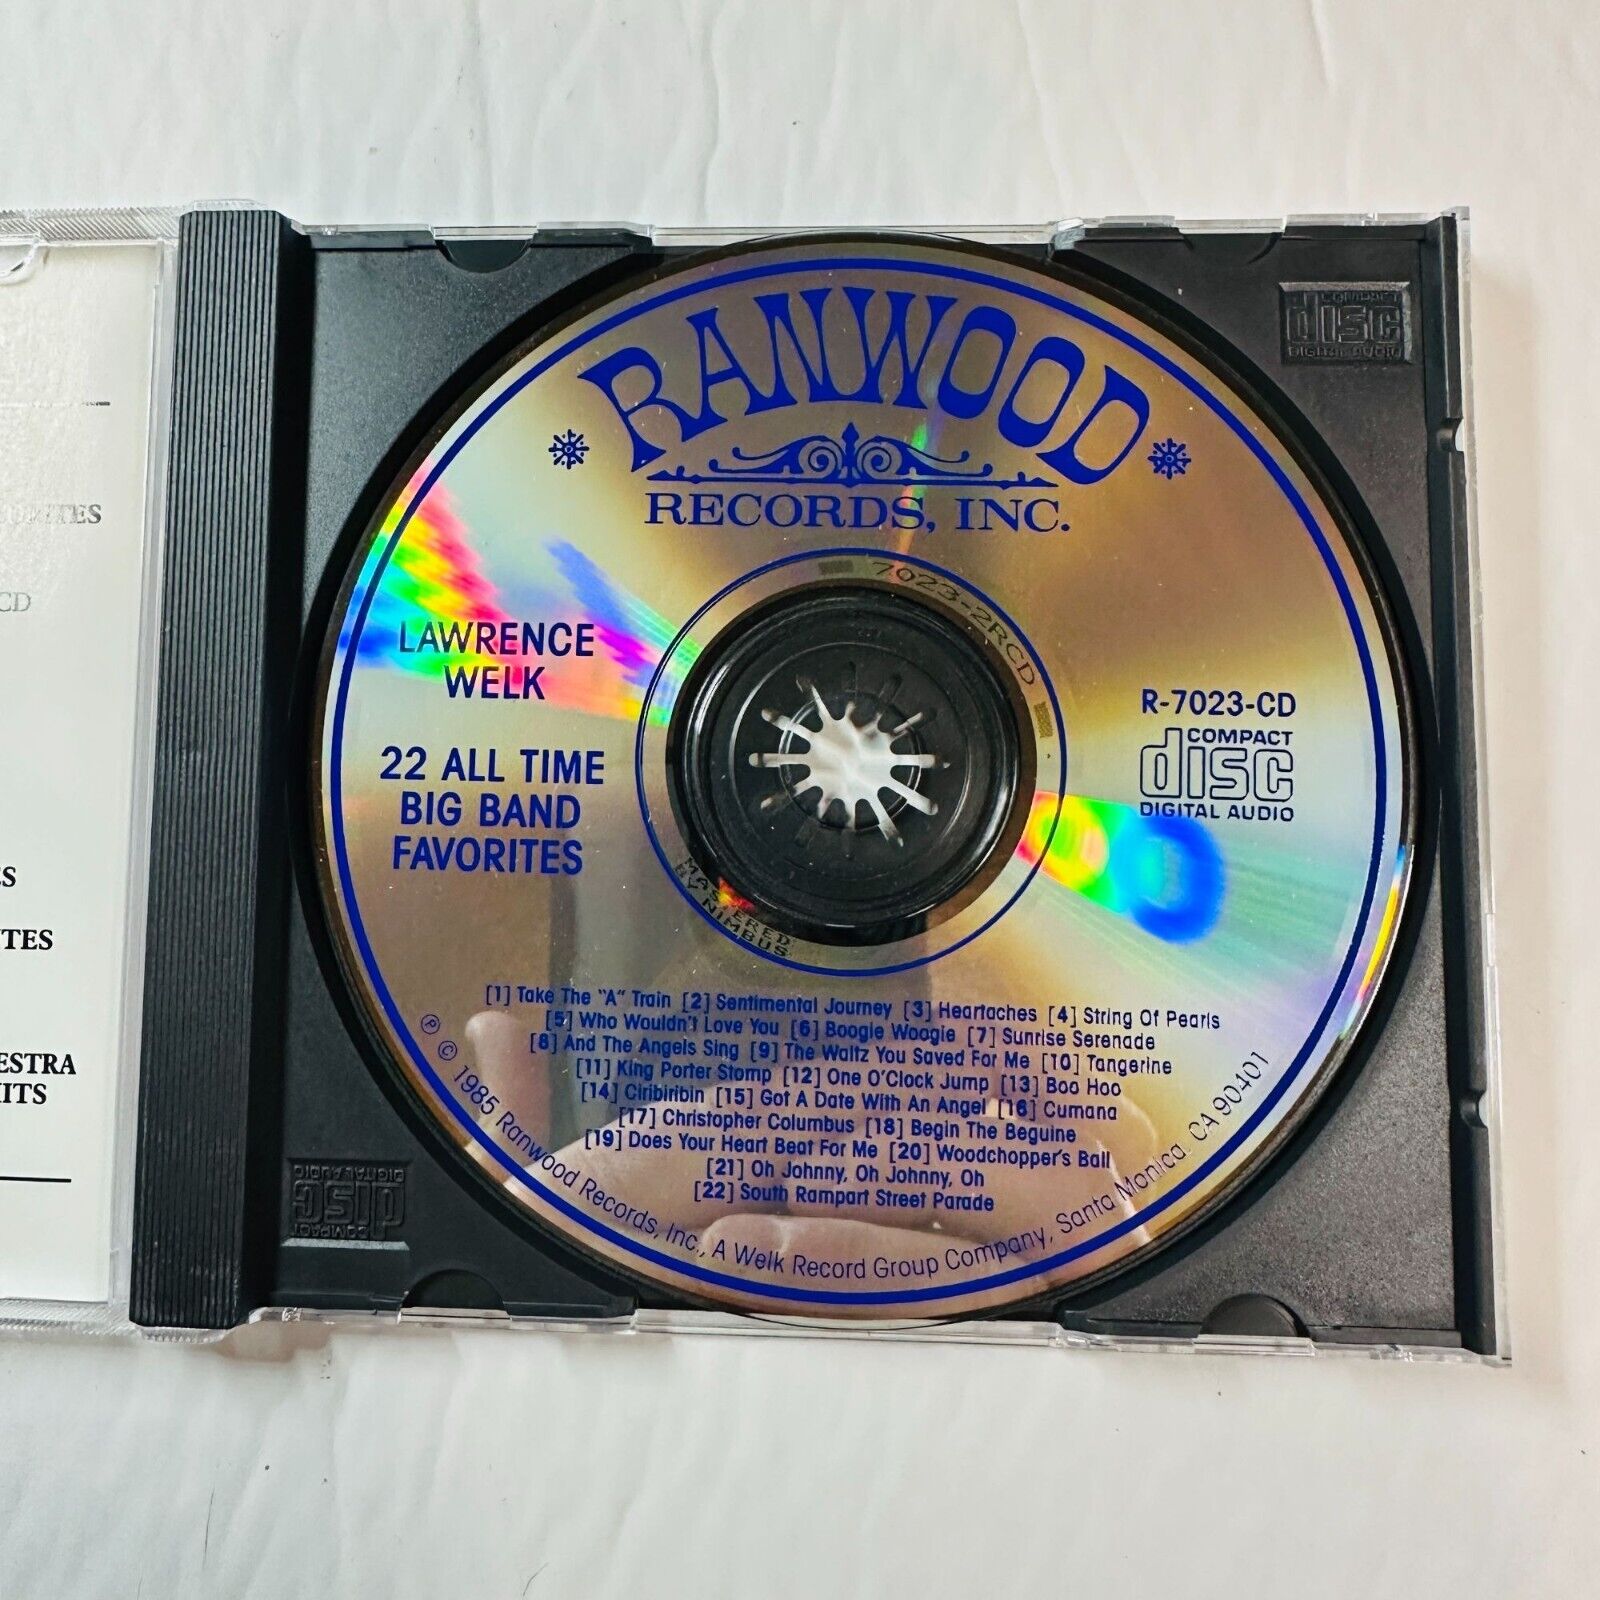 RANWOOD
RECORDS, INC.
7023-2RCD
LAWRENCE
WELK
22 ALL TIME
BIG BAND
FAVORITES
R-7023-CD
COMPACT
disc
DIGITAL AUDIO
MASTERED
BY NIMBUS
[1] Take The "A" Train [2] Sentimental Journey [3] Heartaches [4] String Of Pearls
[5] Who Wouldn't Love You [6] Boogie Woogie [7] Sunrise Serenade
[8] And The Angels Sing [9] The Waltz You Saved For Me [10] Tangerine
[11] King Porter Stomp [12] One O'Clock Jump [13] Boo Hoo
[14] Ciribiribin [15] Got A Date With An Angel [16] Cumana
[17] Christopher Columbus [18] Begin The Beguine
[19] Does Your Heart Beat For Me [20] Woodchopper's Ball
[21] Oh Johnny, Oh Johnny, Oh
[22] South Rampart Street Parade
℗ © 1985 Ranwood Records, Inc., A Welk Record Group Company, Santa Monica, CA 90401
COMPACT
disc
DIGITAL AUDIO
COMPACT
disc
DIGITAL AUDIO
CD